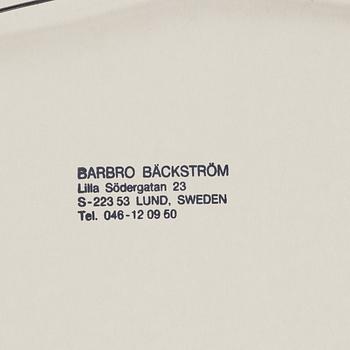 BARBRO BÄCKSTRÖM
Lilla Södergatan 23
S-223 53 LUND, SWEDEN
Tel. 046-12 09 50